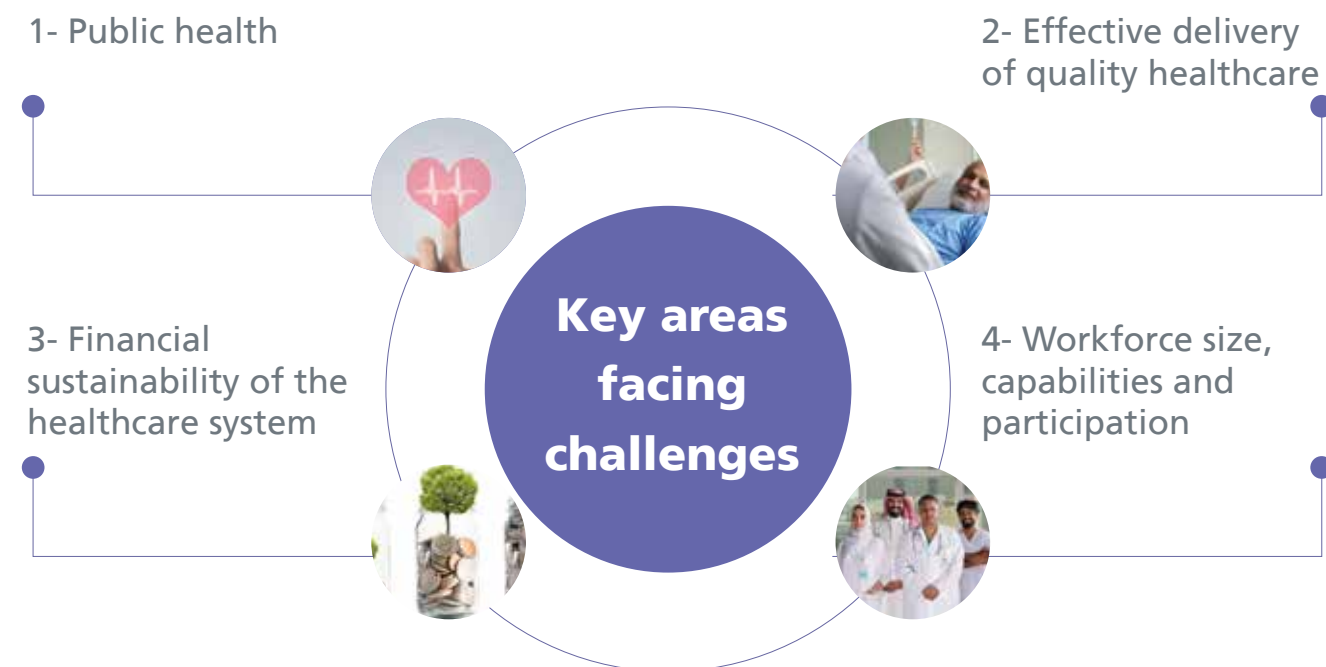 1- Public health
2- Effective delivery
of quality healthcare
Key areas
facing
challenges
3- Financial
sustainability of the
healthcare system
4- Workforce size,
capabilities and
participation